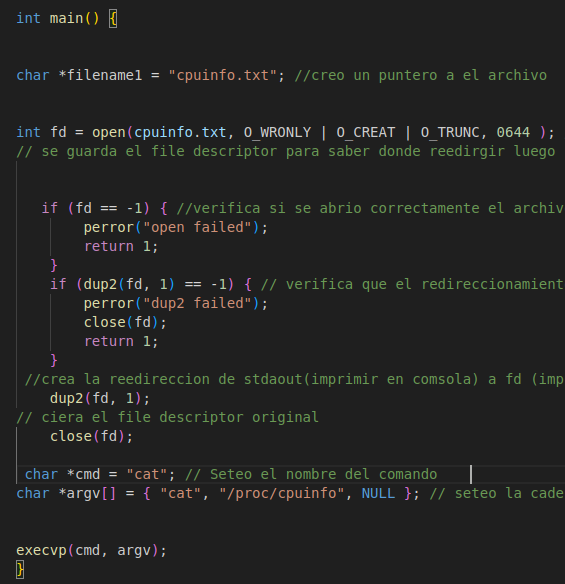 int main() {
char *filename1 = "cpuinfo.txt"; //creo un puntero a el archivo
int fd = open(cpuinfo.txt, O_WRONLY | O_CREAT | O_TRUNC, 0644 );
// se guarda el file descriptor para saber donde reedirgir luego
if (fd == -1) { //verifica si se abrio correctamente el archiv
perror("open failed");
return 1;
}
if (dup2(fd, 1) == -1) { // verifica que el redireccionamient
perror("dup2 failed");
close(fd);
return 1;
}
//crea la reedireccion de stdaout(imprimir en comsola) a fd (imp
dup2(fd, 1);
// ciera el file descriptor original
close(fd);
char *cmd = "cat"; // Seteo el nombre del comando
char *argv[] = { "cat", "/proc/cpuinfo", NULL }; // seteo la cade
execvp(cmd, argv);
}